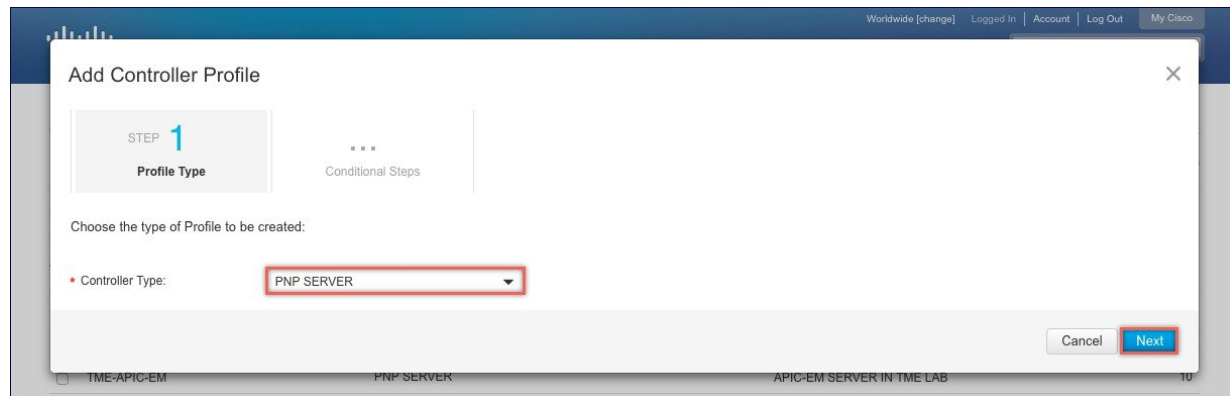 Worldwide [change] Logged In | Account | Log Out My Cisco
Add Controller Profile
STEP 1
Profile Type
...
Conditional Steps
Choose the type of Profile to be created:
* Controller Type: PNP SERVER
Cancel Next
TME-APIC-EM PNP SERVER APIC-EM SERVER IN TME LAB 10